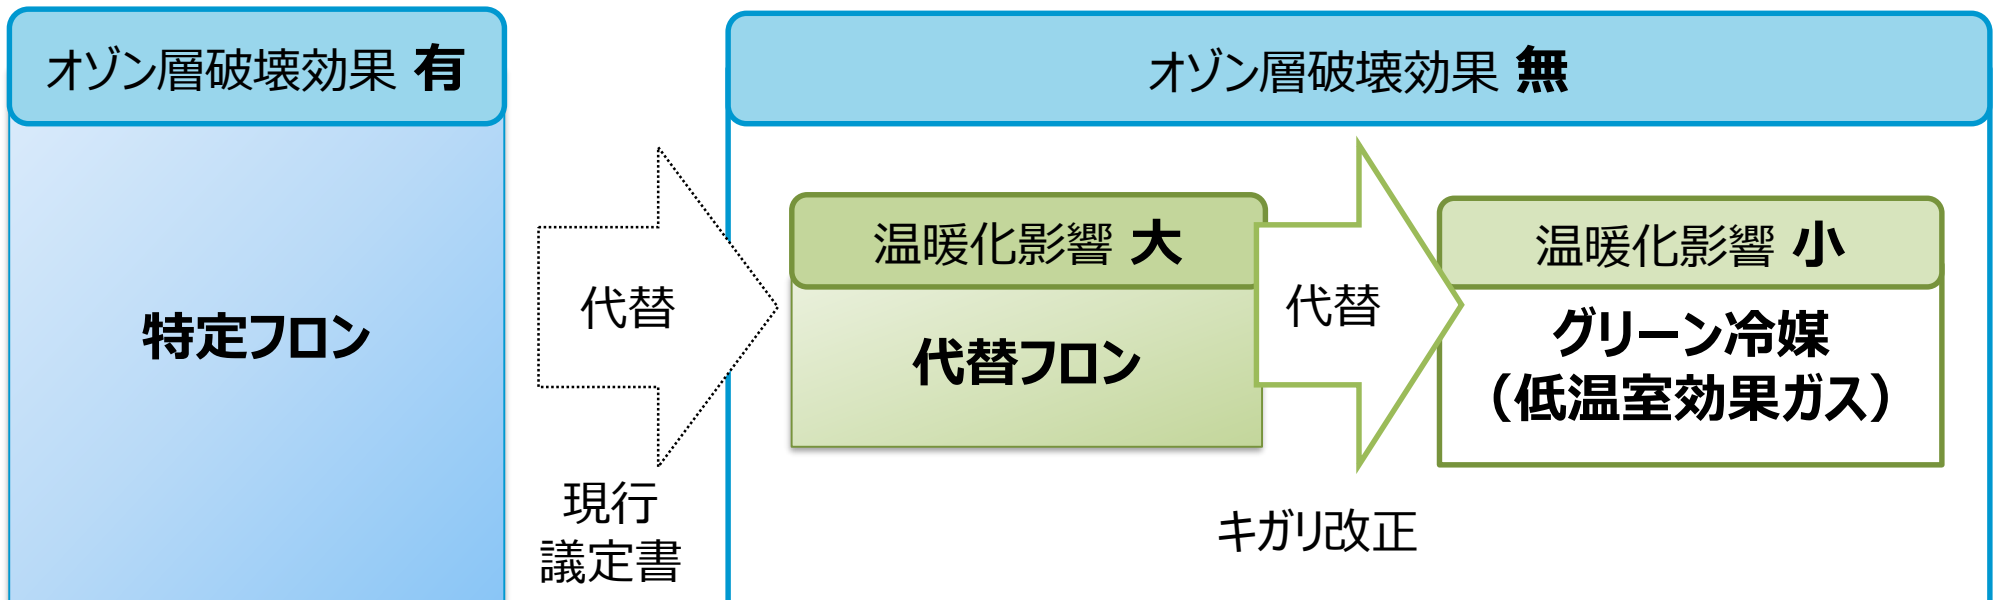 オゾン層破壊効果 有
特定フロン
代替
現行
議定書
オゾン層破壊効果 無
温暖化影響 大
代替フロン
代替
キガリ改正
温暖化影響 小
グリーン冷媒
（低温室効果ガス）